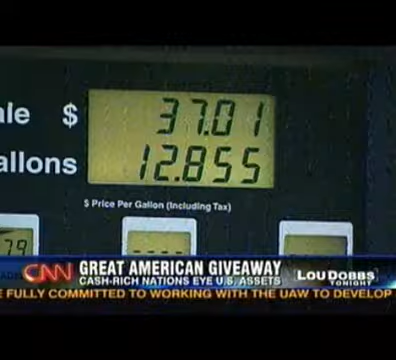 ale $ 37.01
allons 12.855
$ Price Per Gallon (Including Tax)
79 ----
CNN GREAT AMERICAN GIVEAWAY LOU DOBBS
CASH-RICH NATIONS EYE U.S. ASSETS TONIGHT
E FULLY COMMITTED TO WORKING WITH THE UAW TO DEVELOP